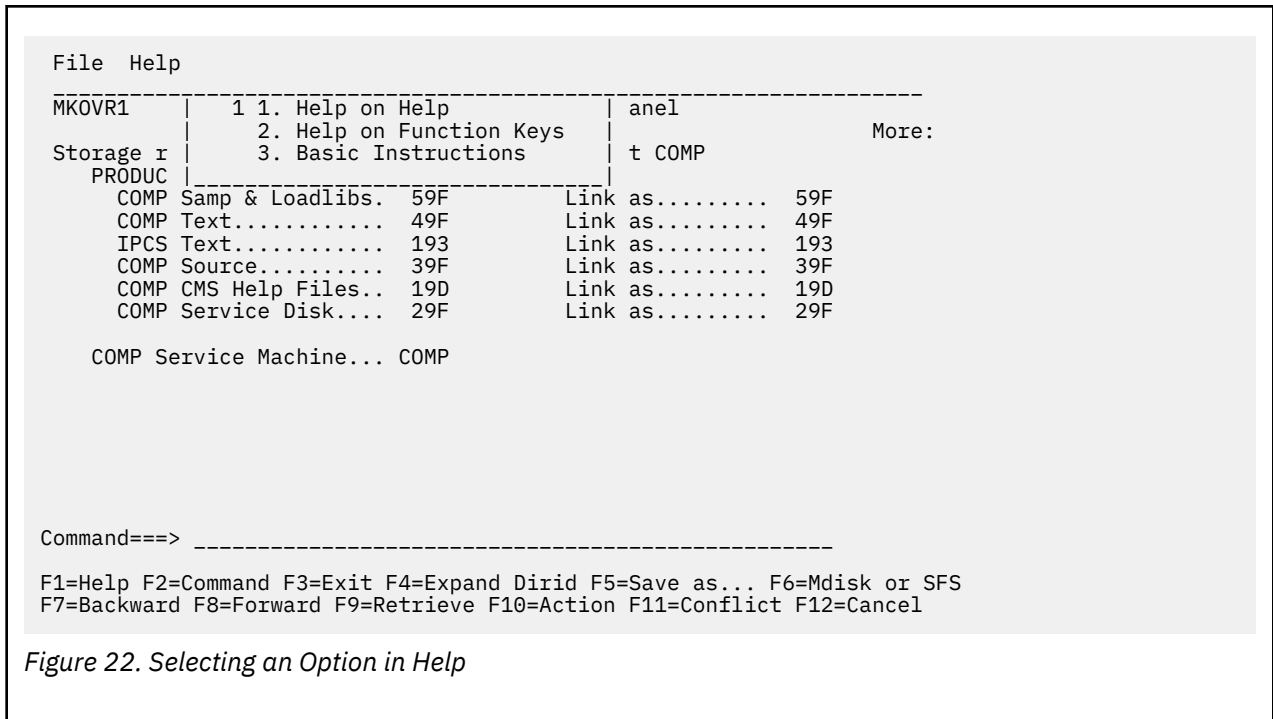 File  Help
____________________________________________________________________
MKOVR1    |   1 1. Help on Help            | anel
          |     2. Help on Function Keys   |                    More:
Storage r |     3. Basic Instructions      | t COMP
   PRODUC |________________________________|
     COMP Samp & Loadlibs.  59F         Link as.........  59F
     COMP Text............  49F         Link as.........  49F
     IPCS Text............  193         Link as.........  193
     COMP Source..........  39F         Link as.........  39F
     COMP CMS Help Files..  19D         Link as.........  19D
     COMP Service Disk....  29F         Link as.........  29F
   COMP Service Machine... COMP
Command===> __________________________________________________
F1=Help F2=Command F3=Exit F4=Expand Dirid F5=Save as... F6=Mdisk or SFS
F7=Backward F8=Forward F9=Retrieve F10=Action F11=Conflict F12=Cancel
Figure 22. Selecting an Option in Help